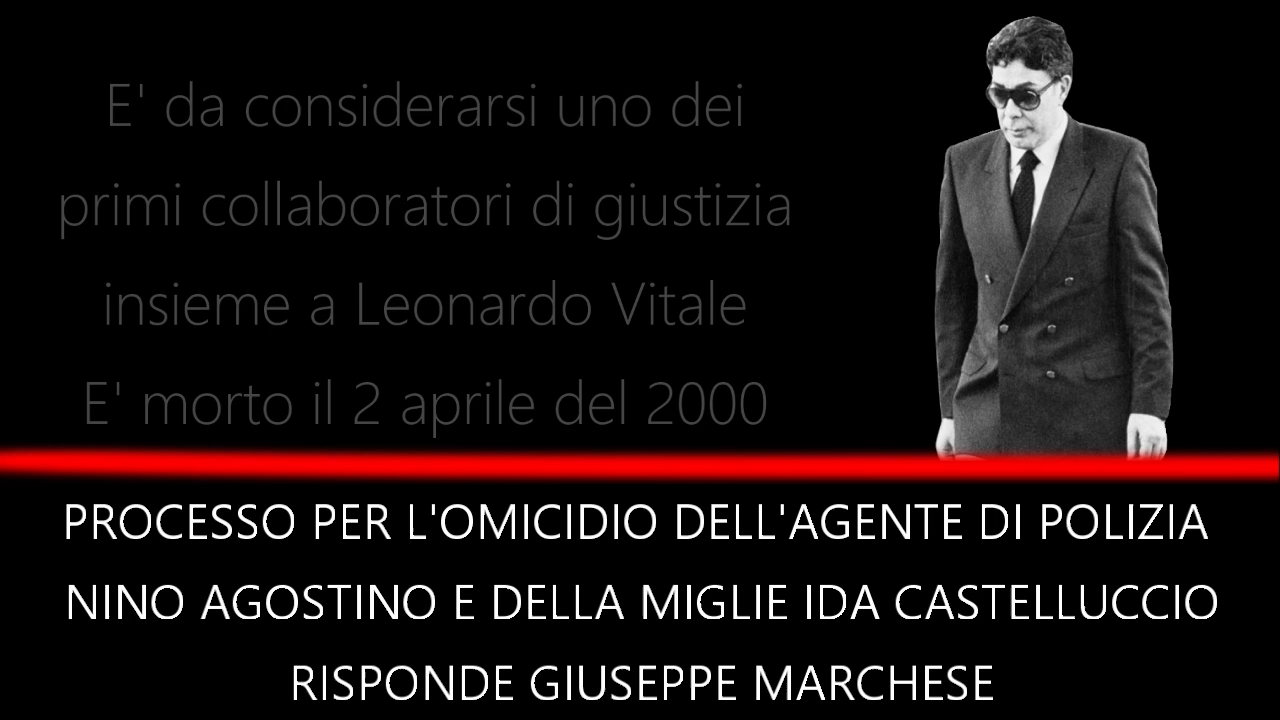 E' da considerarsi uno dei
primi collaboratori di giustizia
insieme a Leonardo Vitale
E' morto il 2 aprile del 2000
PROCESSO PER L'OMICIDIO DELL'AGENTE DI POLIZIA
NINO AGOSTINO E DELLA MIGLIE IDA CASTELLUCCIO
RISPONDE GIUSEPPE MARCHESE